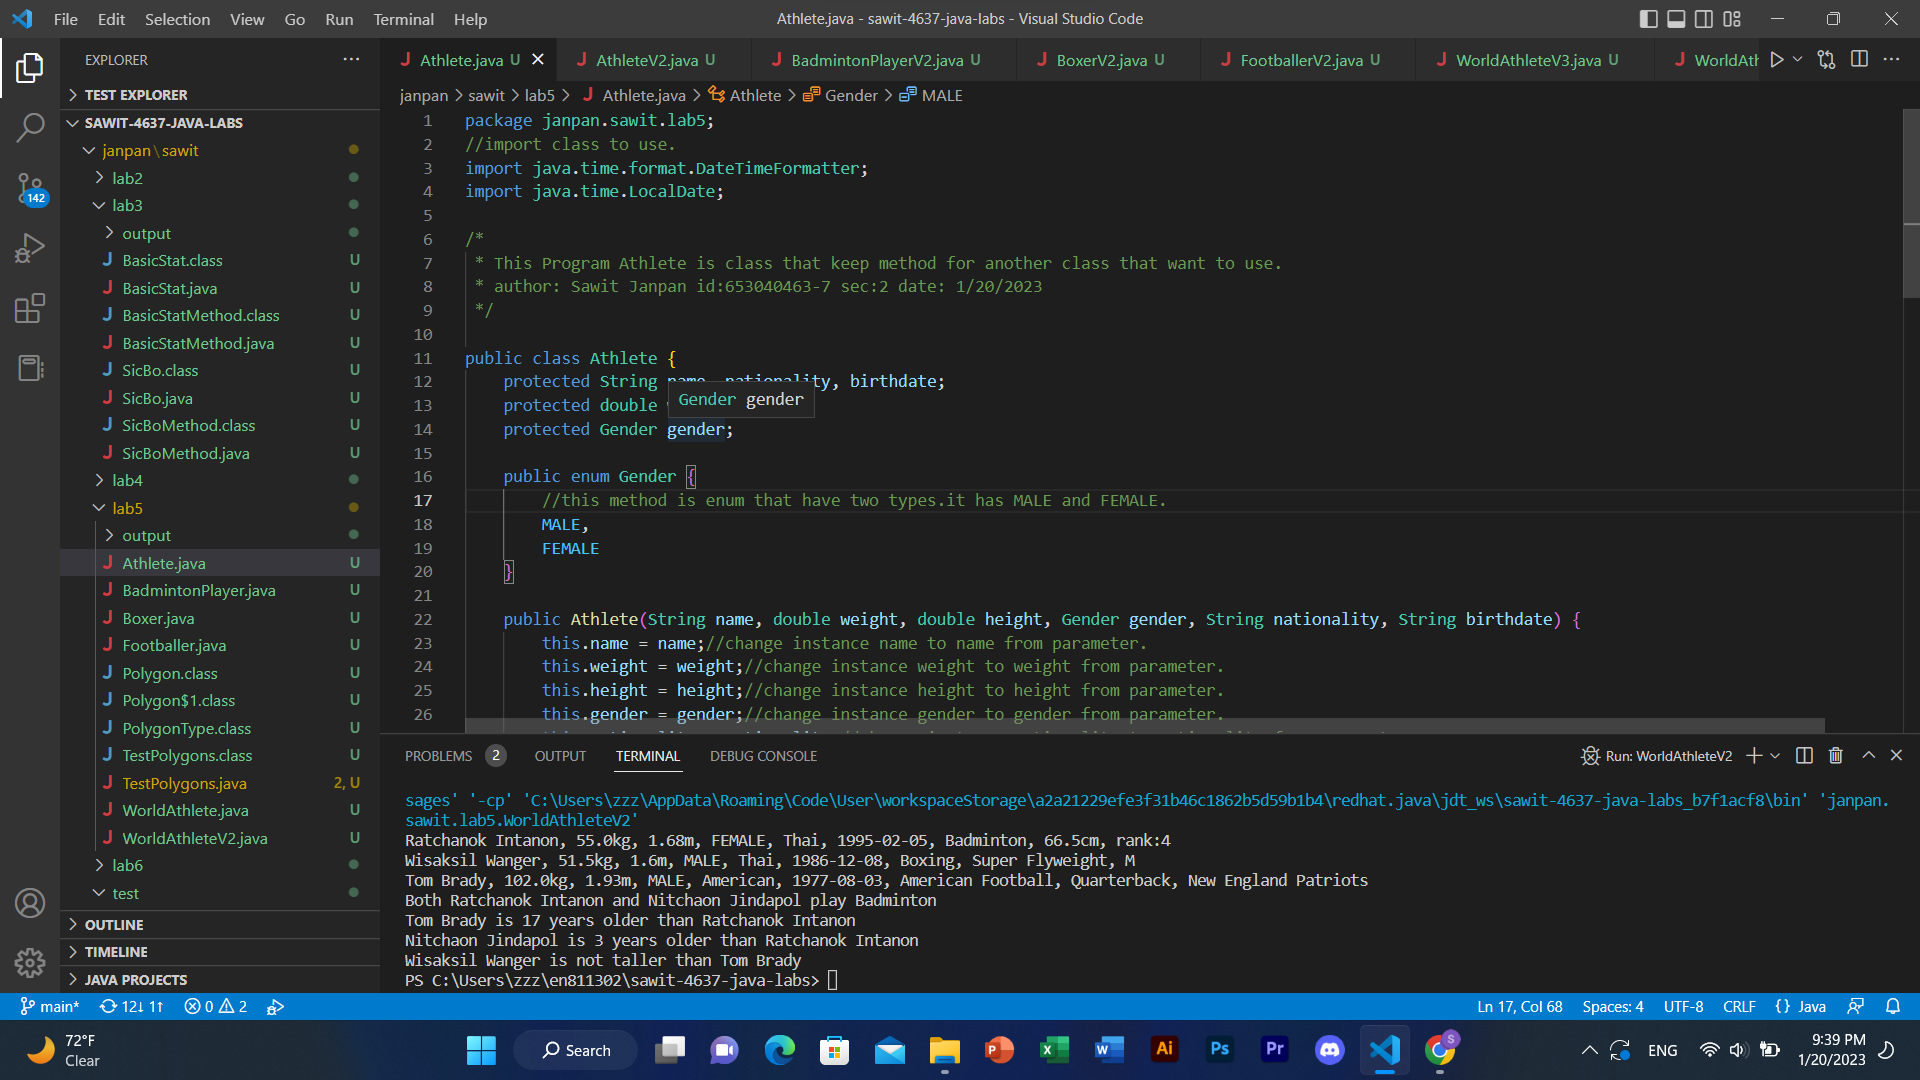 File Edit Selection View Go Run Terminal Help
Athlete.java - sawit-4637-java-labs - Visual Studio Code
EXPLORER
TEST EXPLORER
SAWIT-4637-JAVA-LABS
janpan\sawit
lab2
lab3
output
BasicStat.class U
BasicStat.java U
BasicStatMethod.class U
BasicStatMethod.java U
SicBo.class U
SicBo.java U
SicBoMethod.class U
SicBoMethod.java U
lab4
lab5
output
Athlete.java U
BadmintonPlayer.java U
Boxer.java U
Footballer.java U
Polygon.class U
Polygon$1.class U
PolygonType.class U
TestPolygons.class U
TestPolygons.java 2, U
WorldAthlete.java U
WorldAthleteV2.java U
lab6
test
OUTLINE
TIMELINE
JAVA PROJECTS
142
Athlete.java U AthleteV2.java U BadmintonPlayerV2.java U BoxerV2.java U FootballerV2.java U WorldAthleteV3.java U WorldAth
janpan > sawit > lab5 > Athlete.java > Athlete > Gender > MALE
1 package janpan.sawit.lab5;
2 //import class to use.
3 import java.time.format.DateTimeFormatter;
4 import java.time.LocalDate;
5
6 /*
7 * This Program Athlete is class that keep method for another class that want to use.
8 * author: Sawit Janpan id:653040463-7 sec:2 date: 1/20/2023
9 */
10
11 public class Athlete {
12 protected String name, nationality, birthdate;
Gender gender
13 protected double
14 protected Gender gender;
15
16 public enum Gender {
17 //this method is enum that have two types.it has MALE and FEMALE.
18 MALE,
19 FEMALE
20 }
21
22 public Athlete(String name, double weight, double height, Gender gender, String nationality, String birthdate) {
23 this.name = name;//change instance name to name from parameter.
24 this.weight = weight;//change instance weight to weight from parameter.
25 this.height = height;//change instance height to height from parameter.
26 this.gender = gender;//change instance gender to gender from parameter.
PROBLEMS 2 OUTPUT TERMINAL DEBUG CONSOLE
Run: WorldAthleteV2
sages' '-cp' 'C:\Users\zzz\AppData\Roaming\Code\User\workspaceStorage\a2a21229efe3f31b46c1862b5d59b1b4\redhat.java\jdt_ws\sawit-4637-java-labs_b7f1acf8\bin' 'janpan.
sawit.lab5.WorldAthleteV2'
Ratchanok Intanon, 55.0kg, 1.68m, FEMALE, Thai, 1995-02-05, Badminton, 66.5cm, rank:4
Wisaksil Wanger, 51.5kg, 1.6m, MALE, Thai, 1986-12-08, Boxing, Super Flyweight, M
Tom Brady, 102.0kg, 1.93m, MALE, American, 1977-08-03, American Football, Quarterback, New England Patriots
Both Ratchanok Intanon and Nitchaon Jindapol play Badminton
Tom Brady is 17 years older than Ratchanok Intanon
Nitchaon Jindapol is 3 years older than Ratchanok Intanon
Wisaksil Wanger is not taller than Tom Brady
PS C:\Users\zzz\en811302\sawit-4637-java-labs>
main* 12↓ 1↑ 0 2
Ln 17, Col 68 Spaces: 4 UTF-8 CRLF {} Java
72°F
Clear
Search
P X W Ai Ps Pr S
ENG
9:39 PM
1/20/2023